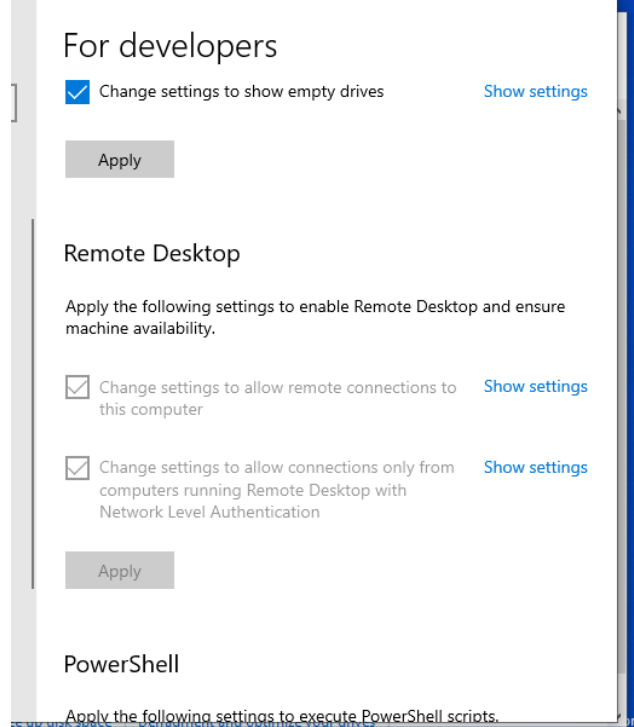 For developers
Change settings to show empty drives
Show settings
Apply
Remote Desktop
Apply the following settings to enable Remote Desktop and ensure
machine availability.
Change settings to allow remote connections to
this computer
Show settings
Change settings to allow connections only from
computers running Remote Desktop with
Network Level Authentication
Show settings
Apply
PowerShell
Apply the following settings to execute PowerShell scripts.